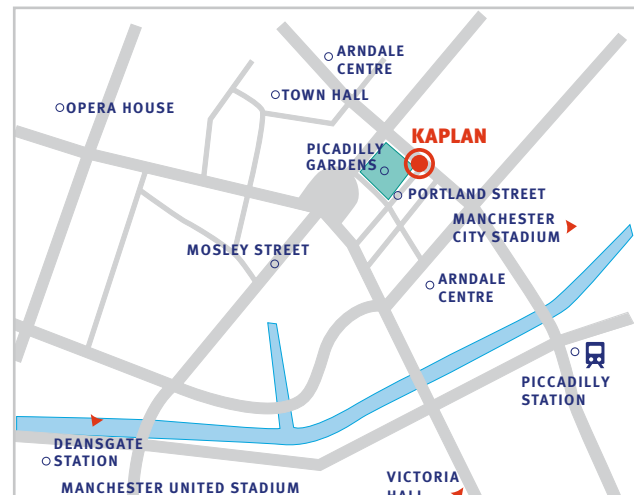 ARNDALE
CENTRE
TOWN HALL
OPERA HOUSE
KAPLAN
PICADILLY
GARDENS
PORTLAND STREET
MANCHESTER
CITY STADIUM
MOSLEY STREET
ARNDALE
CENTRE
PICCADILLY
STATION
DEANSGATE
STATION
VICTORIA
HALL
MANCHESTER UNITED STADIUM